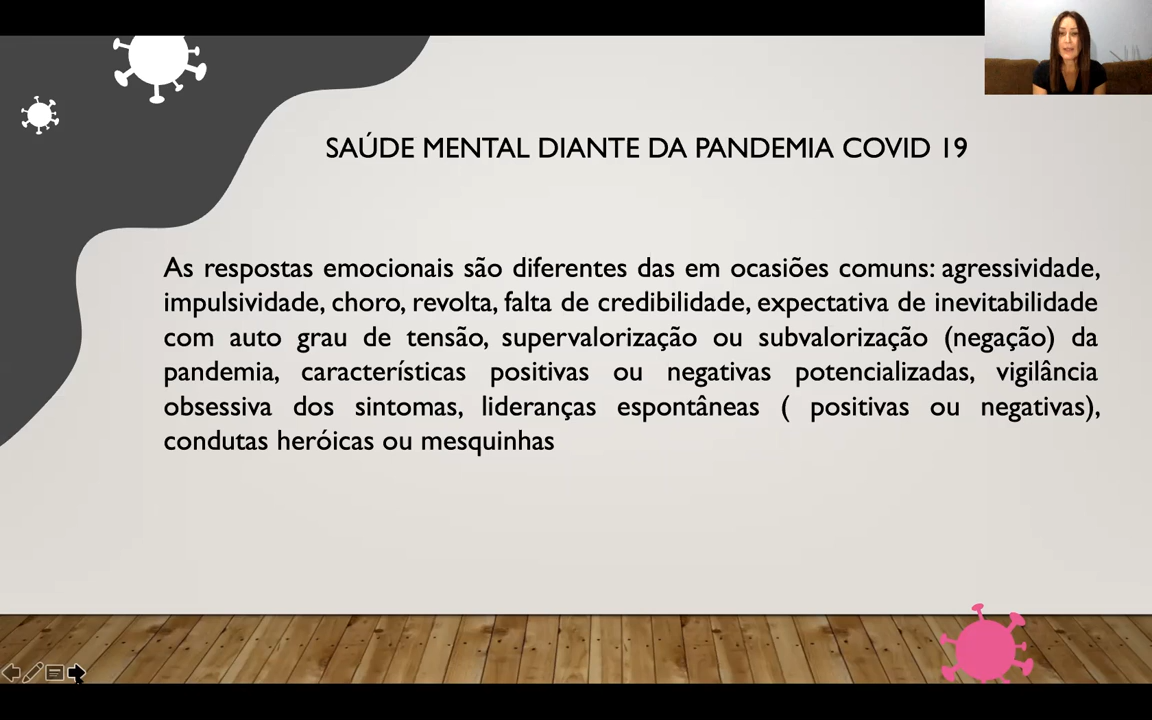 SAÚDE MENTAL DIANTE DA PANDEMIA COVID 19
As respostas emocionais são diferentes das em ocasiões comuns: agressividade,
impulsividade, choro, revolta, falta de credibilidade, expectativa de inevitabilidade
com auto grau de tensão, supervalorização ou subvalorização (negação) da
pandemia, características positivas ou negativas potencializadas, vigilância
obsessiva dos sintomas, lideranças espontâneas ( positivas ou negativas),
condutas heróicas ou mesquinhas